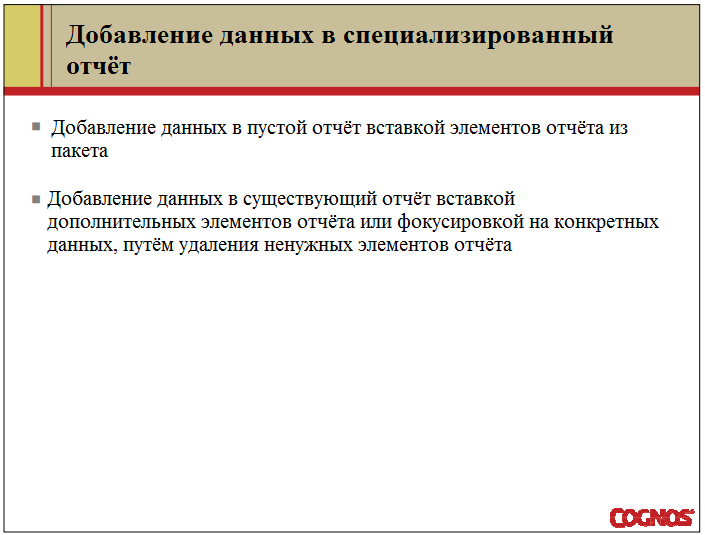 Добавление данных в специализированный
отчёт
Добавление данных в пустой отчёт вставкой элементов отчёта из
пакета
Добавление данных в существующий отчёт вставкой
дополнительных элементов отчёта или фокусировкой на конкретных
данных, путём удаления ненужных элементов отчёта
COGNOS